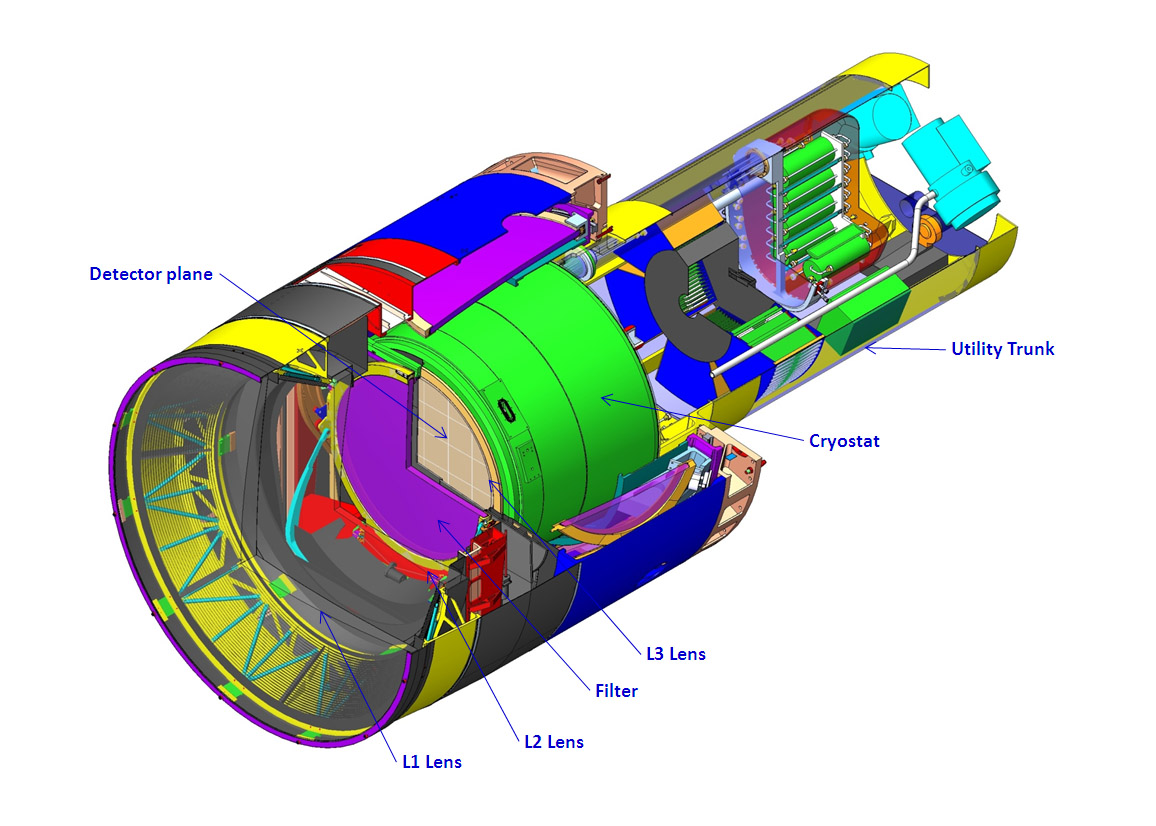 Detector plane
Utility Trunk
Cryostat
L3 Lens
Filter
L2 Lens
L1 Lens